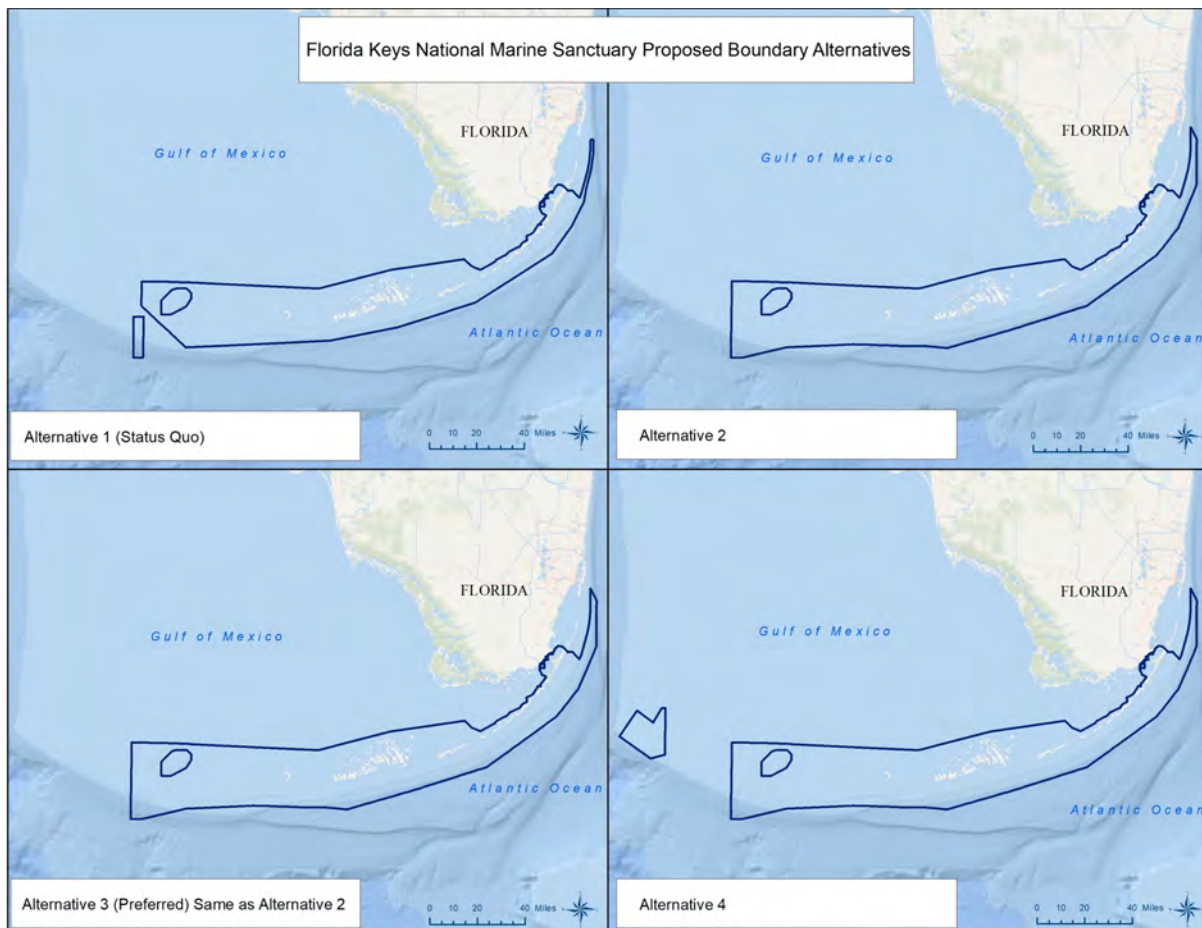 Florida Keys National Marine Sanctuary Proposed Boundary Alternatives
FLORIDA
Gulf of Mexico
Atlantic Ocean
Alternative 1 (Status Quo)
0 10 20 40 Miles
FLORIDA
Gulf of Mexico
Atlantic Ocean
Alternative 2
0 10 20 40 Miles
FLORIDA
Gulf of Mexico
Atlantic Ocean
Alternative 3 (Preferred) Same as Alternative 2
0 10 20 40 Miles
FLORIDA
Gulf of Mexico
Atlantic Ocean
Alternative 4
0 10 20 40 Miles